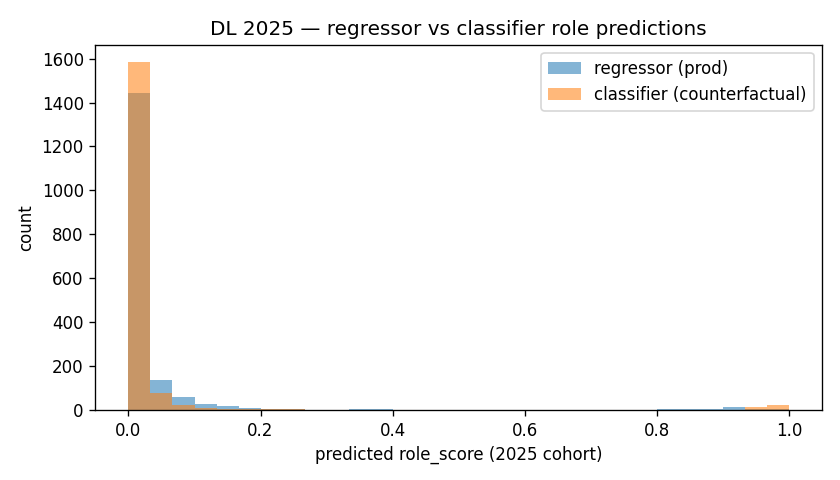 DL 2025 — regressor vs classifier role predictions
regressor (prod)
classifier (counterfactual)
1600
1400
1200
1000
800
600
400
200
0
count
0.0 0.2 0.4 0.6 0.8 1.0
predicted role_score (2025 cohort)